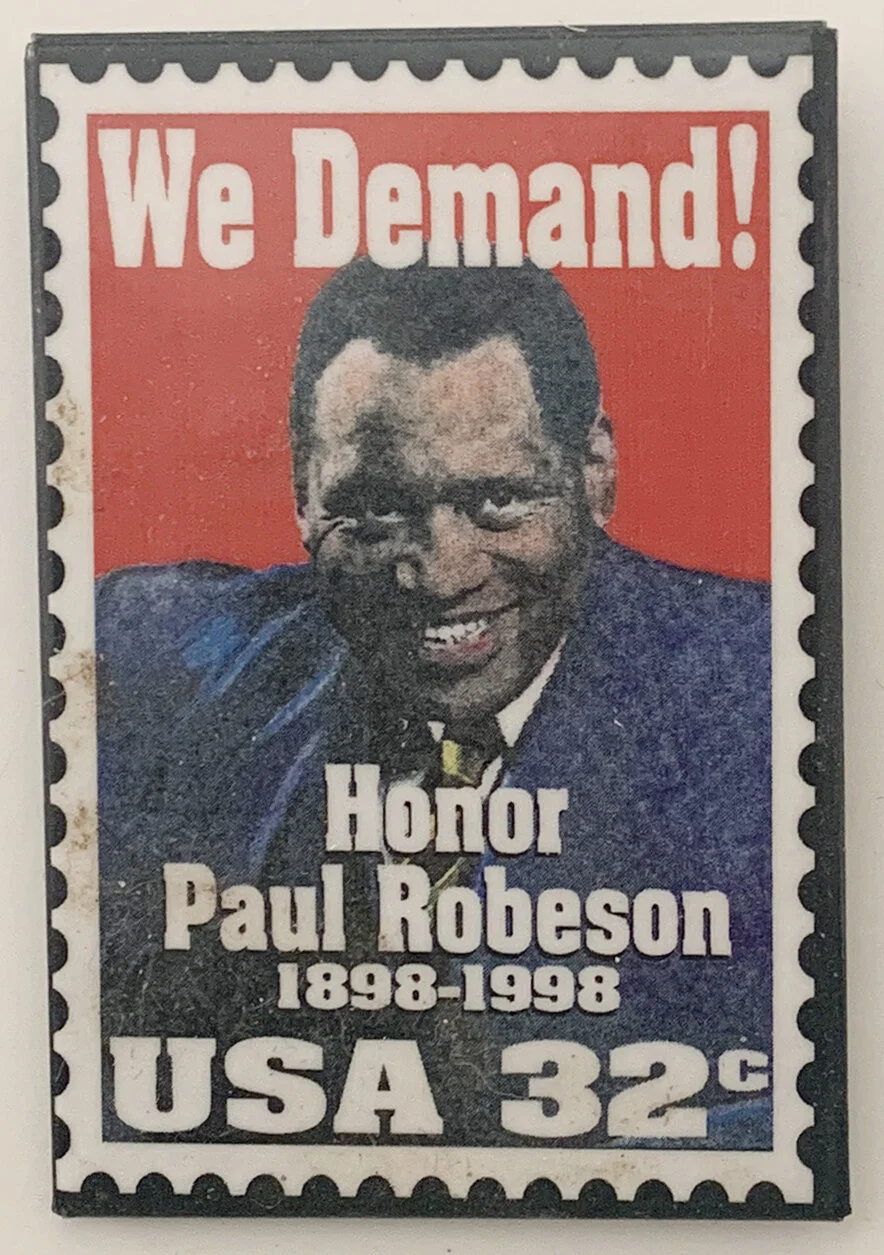 We Demand!
Honor
Paul Robeson
1898-1998
USA 32c